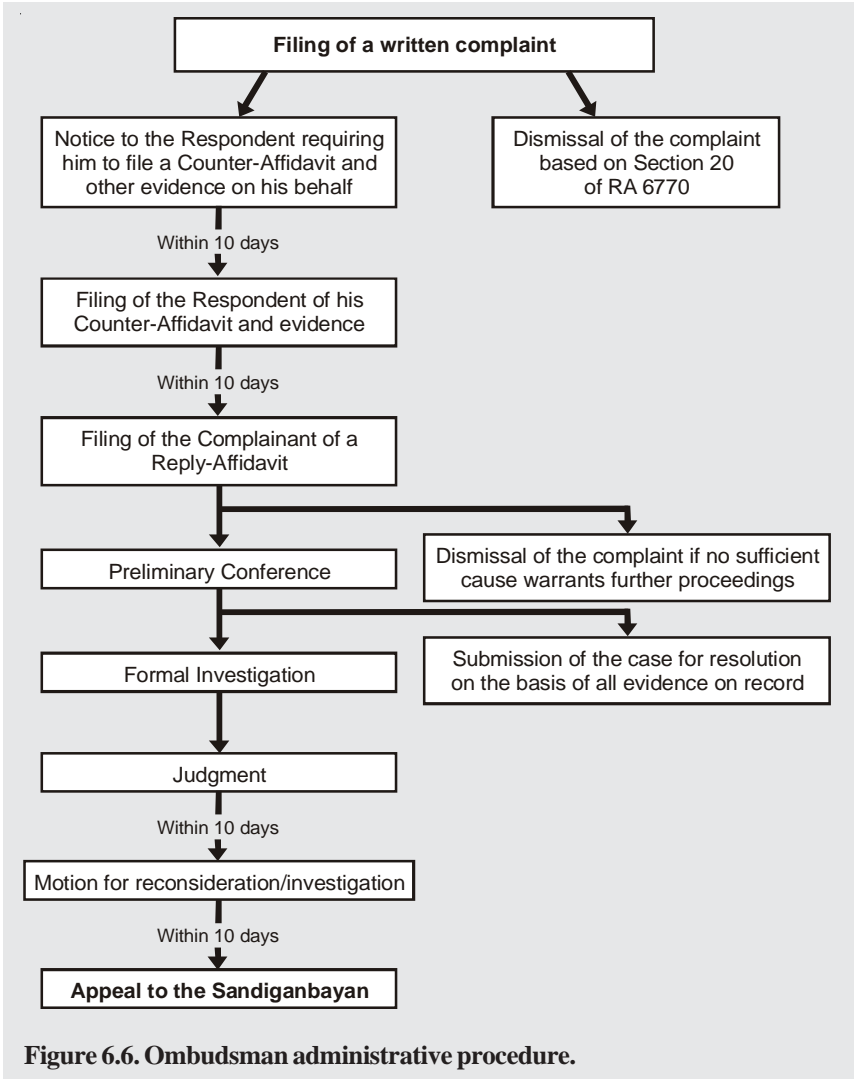 Filing of a written complaint
Notice to the Respondent requiring
him to file a Counter-Affidavit and
other evidence on his behalf
Dismissal of the complaint
based on Section 20
of RA 6770
Within 10 days
Filing of the Respondent of his
Counter-Affidavit and evidence
Within 10 days
Filing of the Complainant of a
Reply-Affidavit
Preliminary Conference
Dismissal of the complaint if no sufficient
cause warrants further proceedings
Formal Investigation
Submission of the case for resolution
on the basis of all evidence on record
Judgment
Within 10 days
Motion for reconsideration/investigation
Within 10 days
Appeal to the Sandiganbayan
Figure 6.6. Ombudsman administrative procedure.